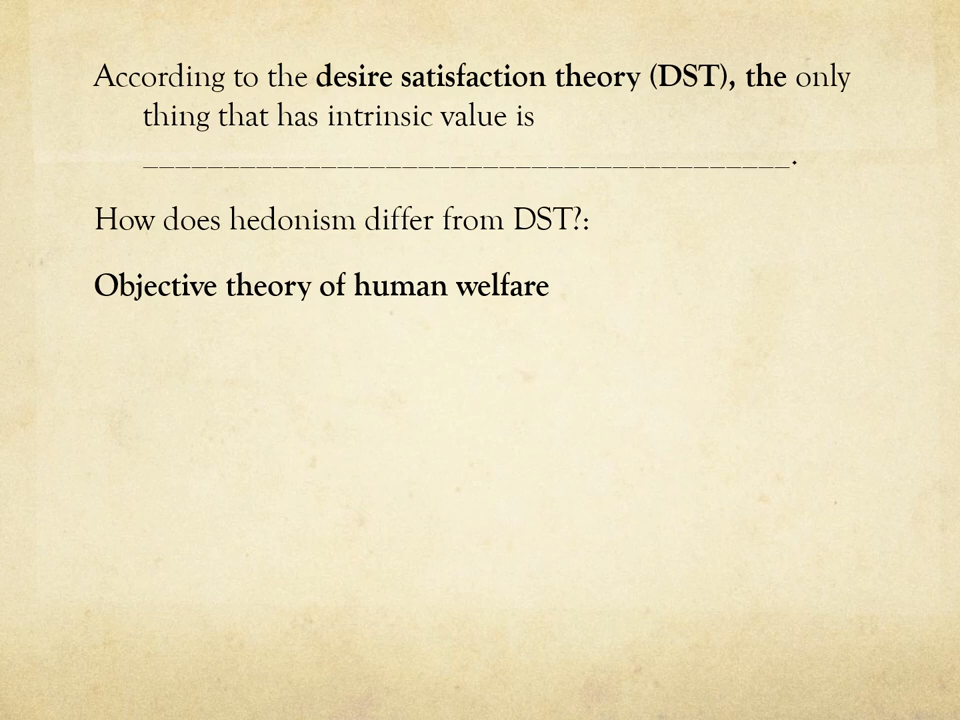 According to the desire satisfaction theory (DST), the only
thing that has intrinsic value is
________________________________________.
How does hedonism differ from DST?:
Objective theory of human welfare